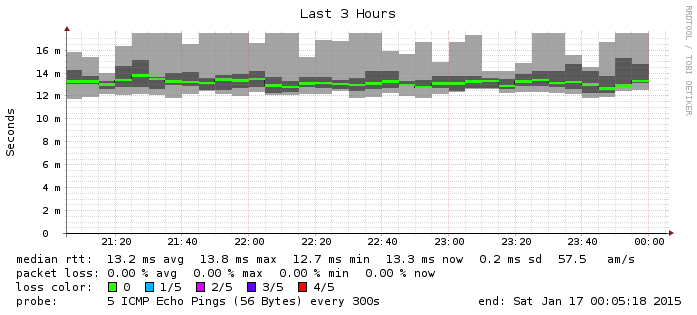 Last 3 Hours
RRDTOOL / TOBI OETIKER
Seconds
16 m
14 m
12 m
10 m
8 m
6 m
4 m
2 m
0
21:20 21:40 22:00 22:20 22:40 23:00 23:20 23:40 00:00
median rtt: 13.2 ms avg 13.8 ms max 12.7 ms min 13.3 ms now 0.2 ms sd 57.5 am/s
packet loss: 0.00 % avg 0.00 % max 0.00 % min 0.00 % now
loss color: 0 1/5 2/5 3/5 4/5
probe: 5 ICMP Echo Pings (56 Bytes) every 300s end: Sat Jan 17 00:05:18 2015